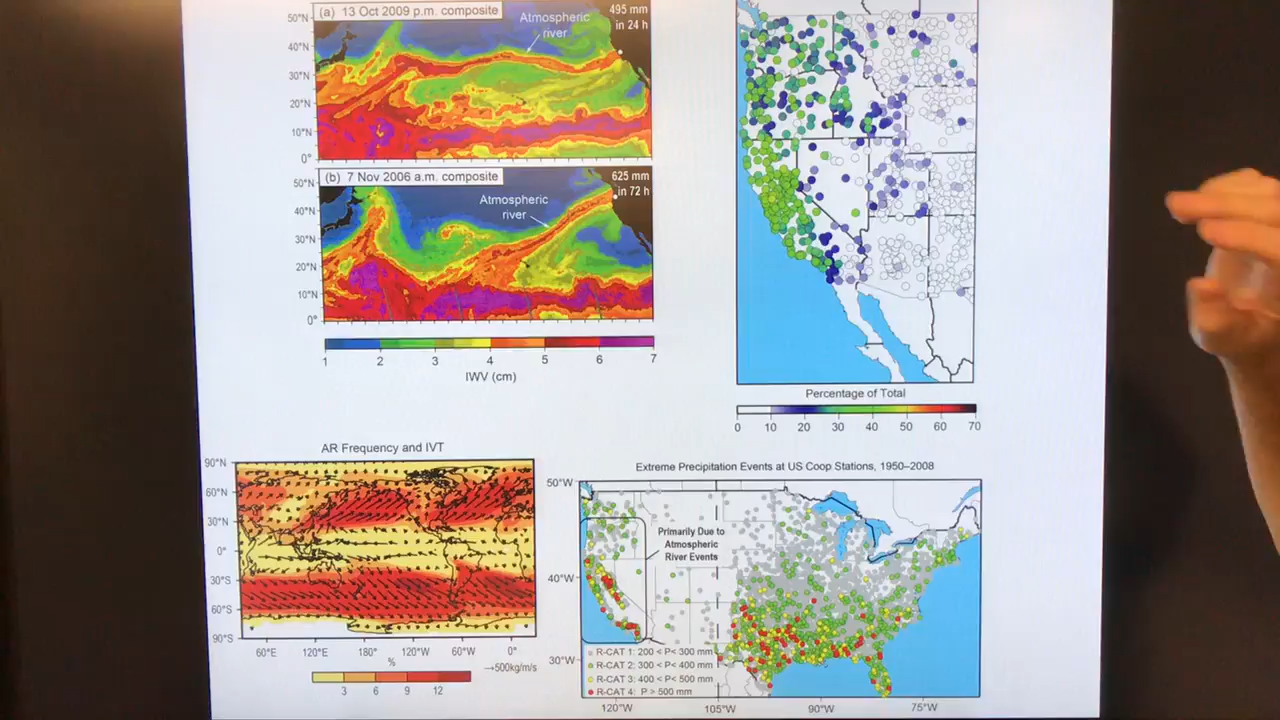 (a) 13 Oct 2009 p.m. composite
495 mm
in 24 h
Atmospheric
river
50°N
40°N
30°N
20°N
10°N
0°
(b) 7 Nov 2006 a.m. composite
625 mm
in 72 h
Atmospheric
river
50°N
40°N
30°N
20°N
10°N
0°
1 2 3 4 5 6 7
IWV (cm)
Percentage of Total
0 10 20 30 40 50 60 70
AR Frequency and IVT
90°N
60°N
30°N
0°
30°S
60°S
90°S
60°E 120°E 180° 120°W 60°W 0°
%
→500kg/m/s
3 6 9 12
Extreme Precipitation Events at US Coop Stations, 1950–2008
50°N
40°W
30°W
Primarily Due to
Atmospheric
River Events
R-CAT 1: 200 < P< 300 mm
R-CAT 2: 300 < P< 400 mm
R-CAT 3: 400 < P< 500 mm
R-CAT 4: P > 500 mm
120°W 105°W 90°W 75°W